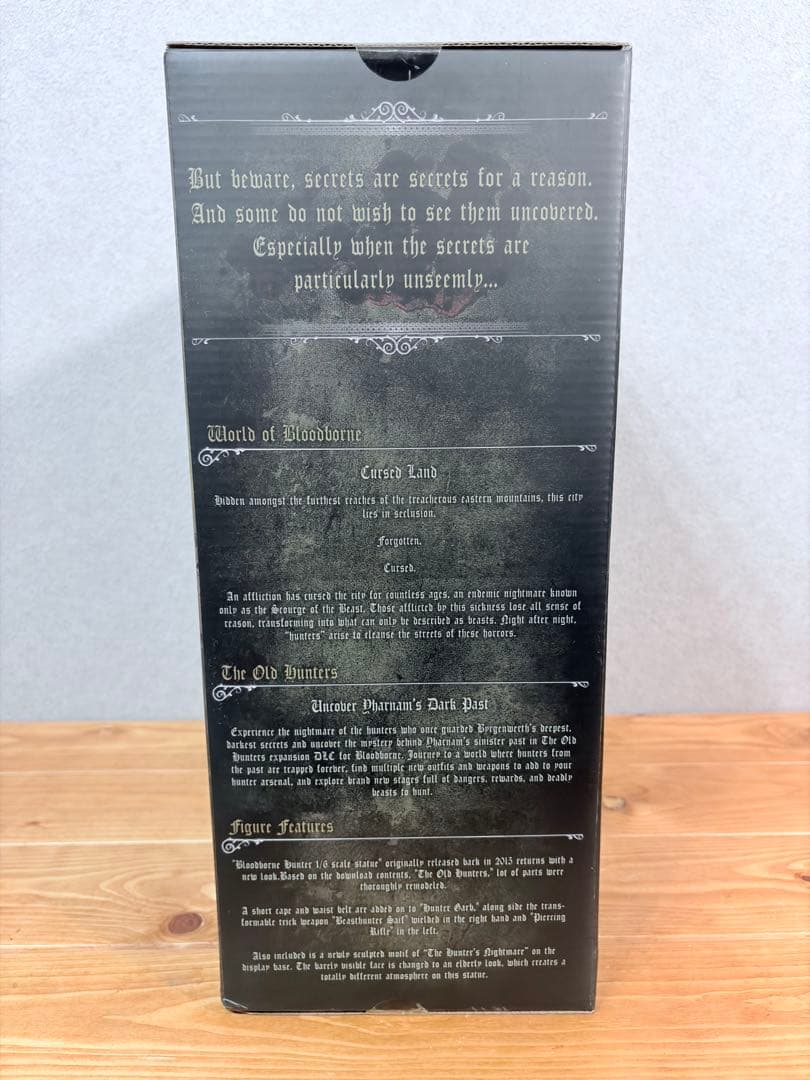 But beware, secrets are secrets for a reason.
And some do not wish to see them uncovered.
Especially when the secrets are
particularly unseemly...
World of Bloodborne
Cursed Land
Hidden amongst the furthest reaches of the treacherous eastern mountains, this city
lies in seclusion.
Forgotten.
Cursed.
An affliction has cursed the city for countless ages, an endemic nightmare known
only as the Scourge of the Beast. Those afflicted by this sickness lose all sense of
reason, transforming into what can only be described as beasts. Night after night,
"hunters" arise to cleanse the streets of these horrors.
The Old Hunters
Uncover Yharnam's Dark Past
Experience the nightmare of the hunters who once guarded Byrgenwerth's deepest,
darkest secrets and uncover the mystery behind Yharnam's sinister past in The Old
Hunters expansion DLC for Bloodborne. Journey to a world where hunters from
the past are trapped forever, find multiple new outfits and weapons to add to your
hunter arsenal, and explore brand new stages full of dangers, rewards, and deadly
beasts to hunt.
Figure Features
"Bloodborne Hunter 1/6 scale statue" originally released back in 2015 returns with a
new look.Based on the download contents, "The Old Hunters," lot of parts were
thoroughly remodeled.
A short cape and waist belt are added on to "Hunter Garb," along side the trans-
formable trick weapon "Beasthunter Saif" wielded in the right hand and "Piercing
Rifle" in the left.
Also included is a newly sculpted motif of "The Hunter's Nightmare" on the
display base. The barely visible face is changed to an elderly look, which creates a
totally different atmosphere on this statue.